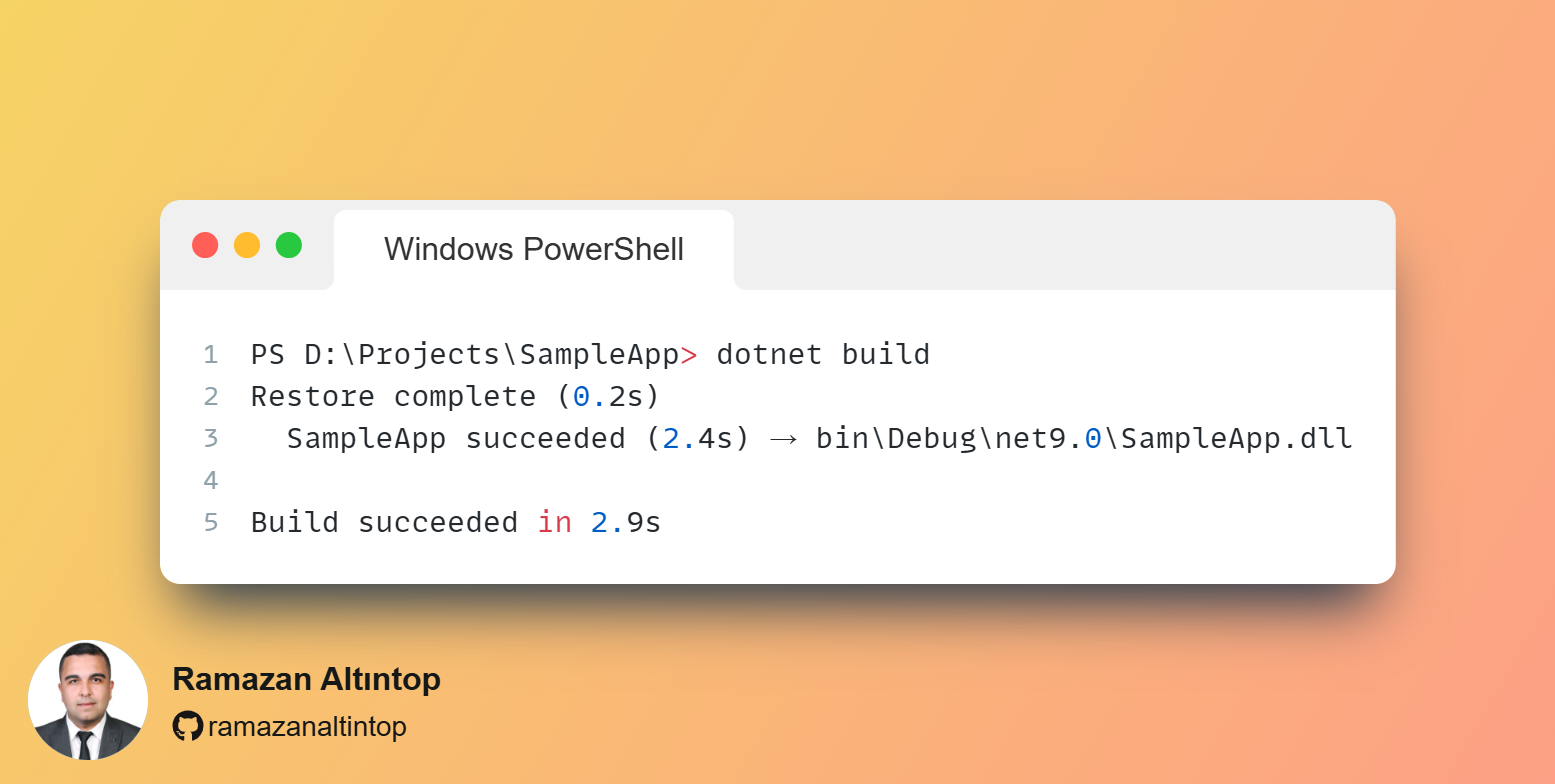 Windows PowerShell
1 PS D:\Projects\SampleApp> dotnet build
2 Restore complete (0.2s)
3   SampleApp succeeded (2.4s) → bin\Debug\net9.0\SampleApp.dll
4
5 Build succeeded in 2.9s
Ramazan Altıntop
ramazanaltintop